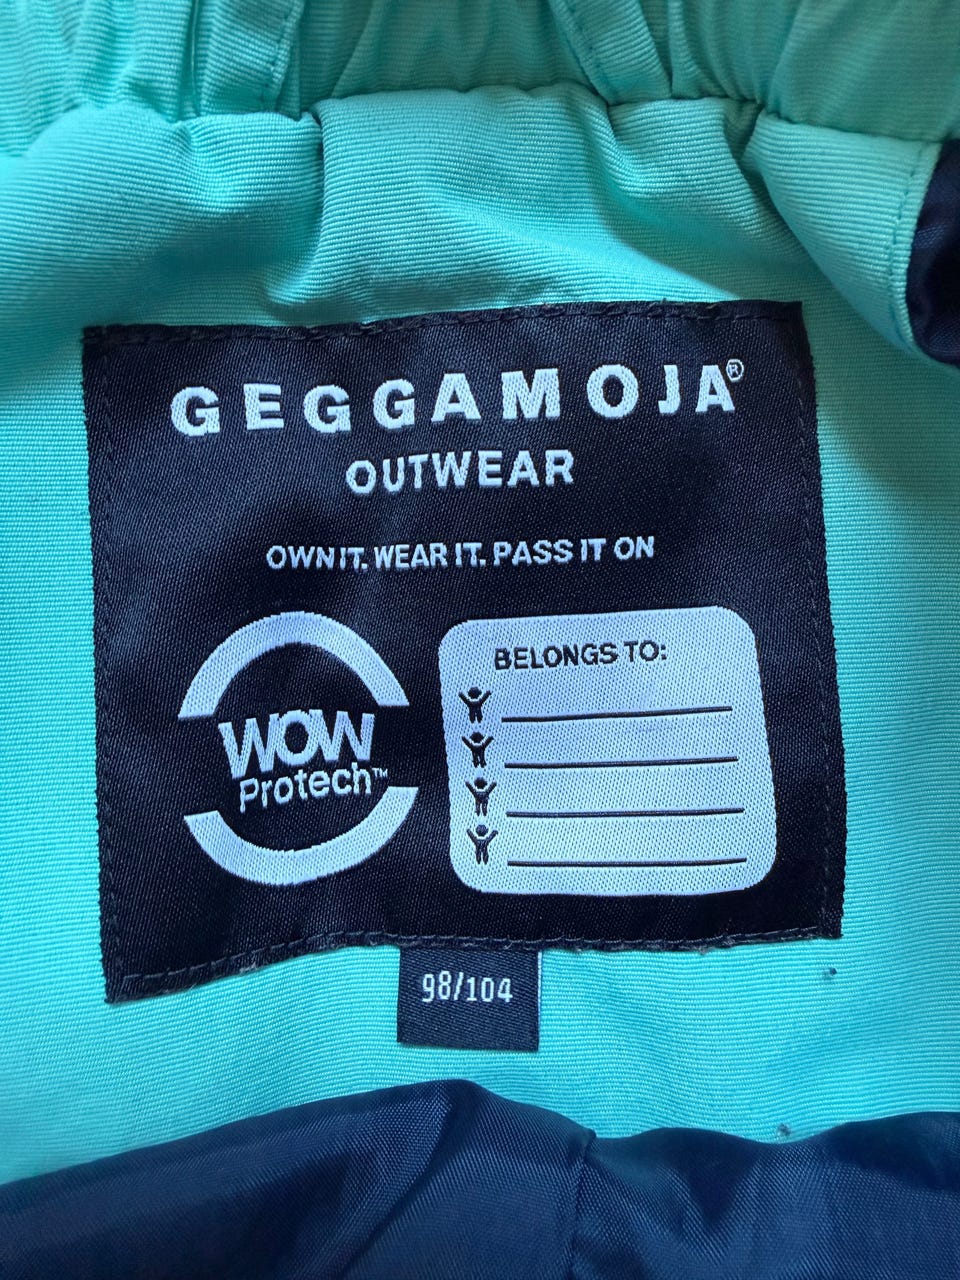 GEGGAMOJA®
OUTWEAR
OWN IT. WEAR IT. PASS IT ON
WOW
Protech™
BELONGS TO:
98/104